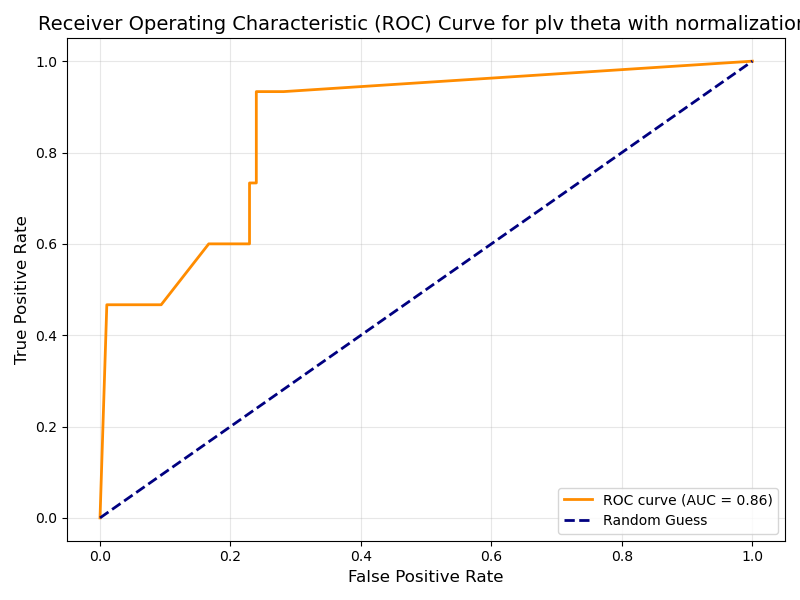 Receiver Operating Characteristic (ROC) Curve for plv theta with normalization
True Positive Rate
1.0
0.8
0.6
0.4
0.2
0.0
ROC curve (AUC = 0.86)
Random Guess
0.0 0.2 0.4 0.6 0.8 1.0
False Positive Rate